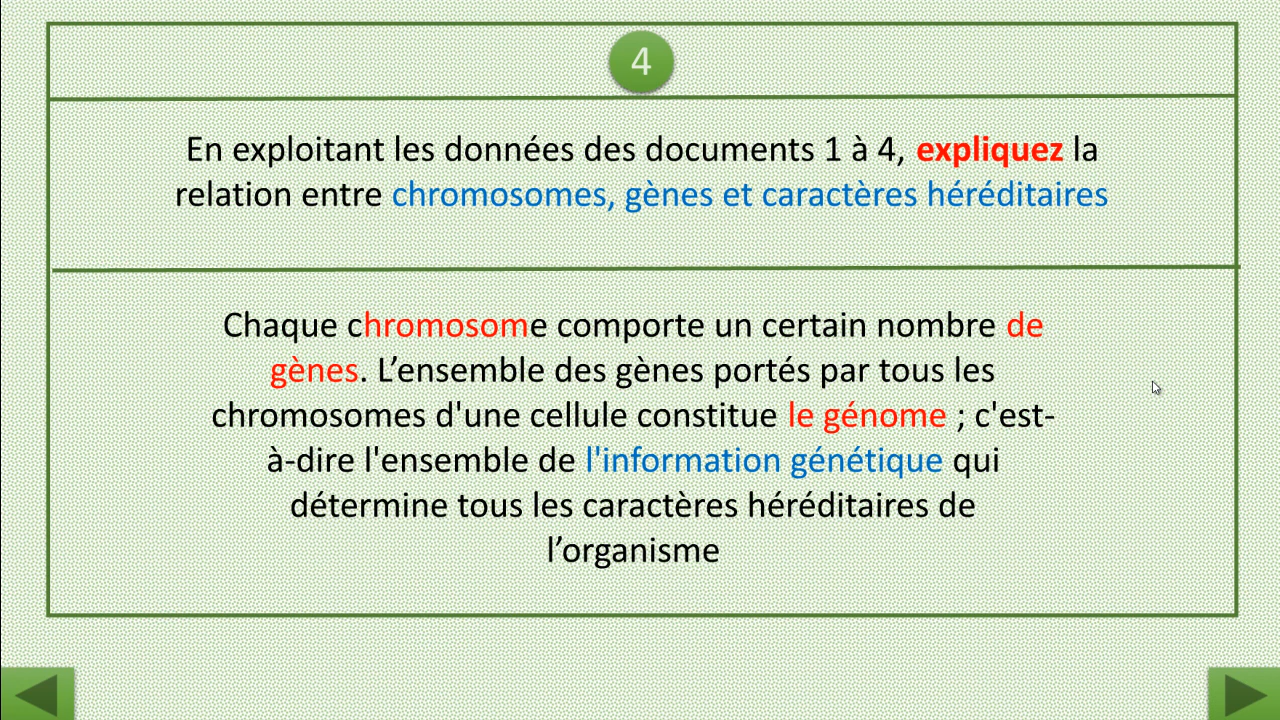 4
En exploitant les données des documents 1 à 4, expliquez la
relation entre chromosomes, gènes et caractères héréditaires
Chaque chromosome comporte un certain nombre de
gènes. L’ensemble des gènes portés par tous les
chromosomes d'une cellule constitue le génome ; c'est-
à-dire l'ensemble de l'information génétique qui
détermine tous les caractères héréditaires de
l’organisme